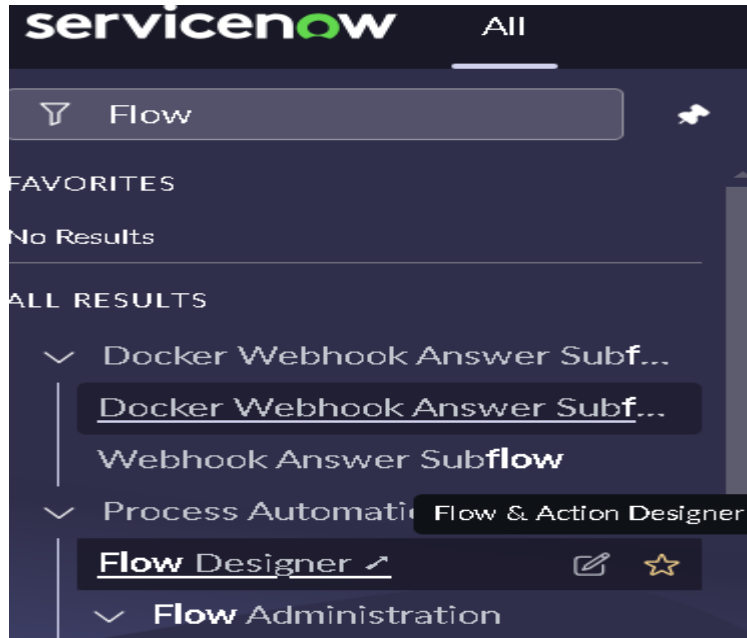 servicenow All
Flow
FAVORITES
No Results
ALL RESULTS
Docker Webhook Answer Subf...
Docker Webhook Answer Subf...
Webhook Answer Subflow
Process Automati Flow & Action Designer
Flow Designer
Flow Administration